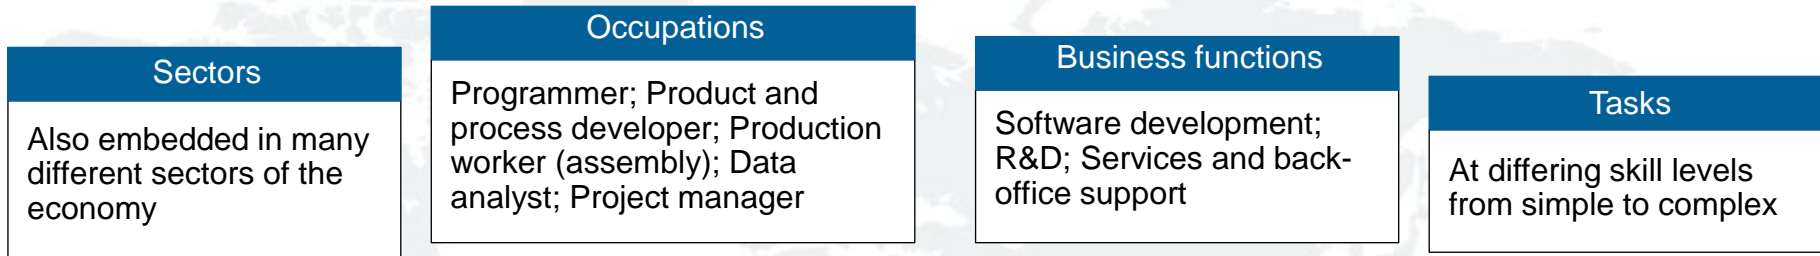 Sectors
Also embedded in many
different sectors of the
economy
Occupations
Programmer; Product and
process developer; Production
worker (assembly); Data
analyst; Project manager
Business functions
Software development;
R&D; Services and back-
office support
Tasks
At differing skill levels
from simple to complex